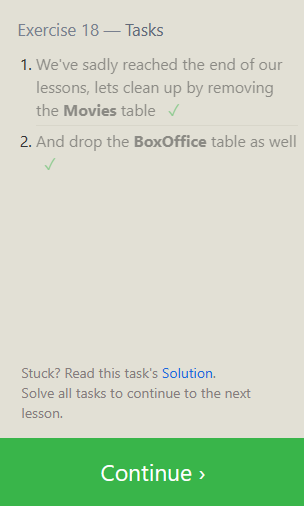 Exercise 18 — Tasks
1. We've sadly reached the end of our
lessons, lets clean up by removing
the Movies table ✓
2. And drop the BoxOffice table as well
✓
Stuck? Read this task's Solution.
Solve all tasks to continue to the next
lesson.
Continue ›